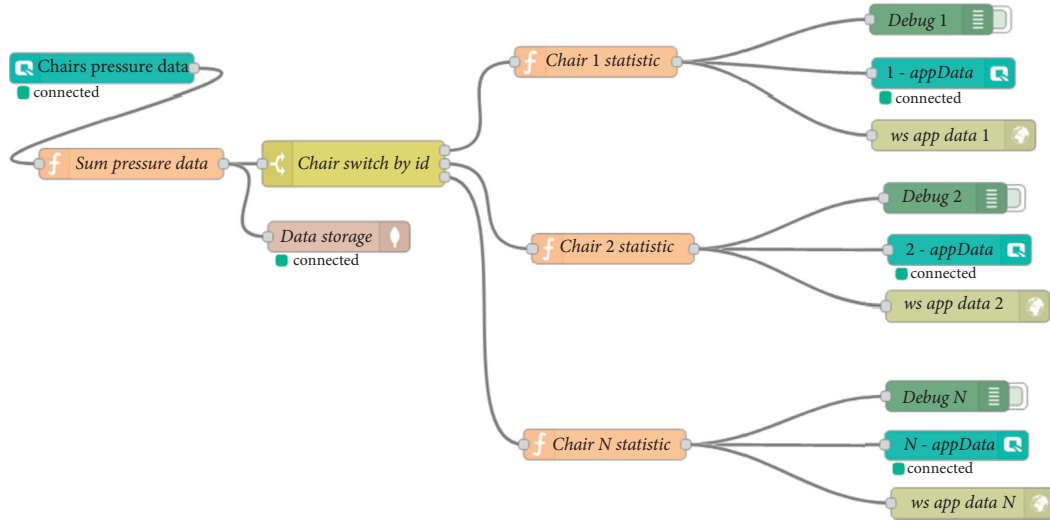 Chairs pressure data
connected
Sum pressure data
Chair switch by id
Data storage
connected
Chair 1 statistic
Debug 1
1 - appData
connected
ws app data 1
Chair 2 statistic
Debug 2
2 - appData
connected
ws app data 2
Chair N statistic
Debug N
N - appData
connected
ws app data N